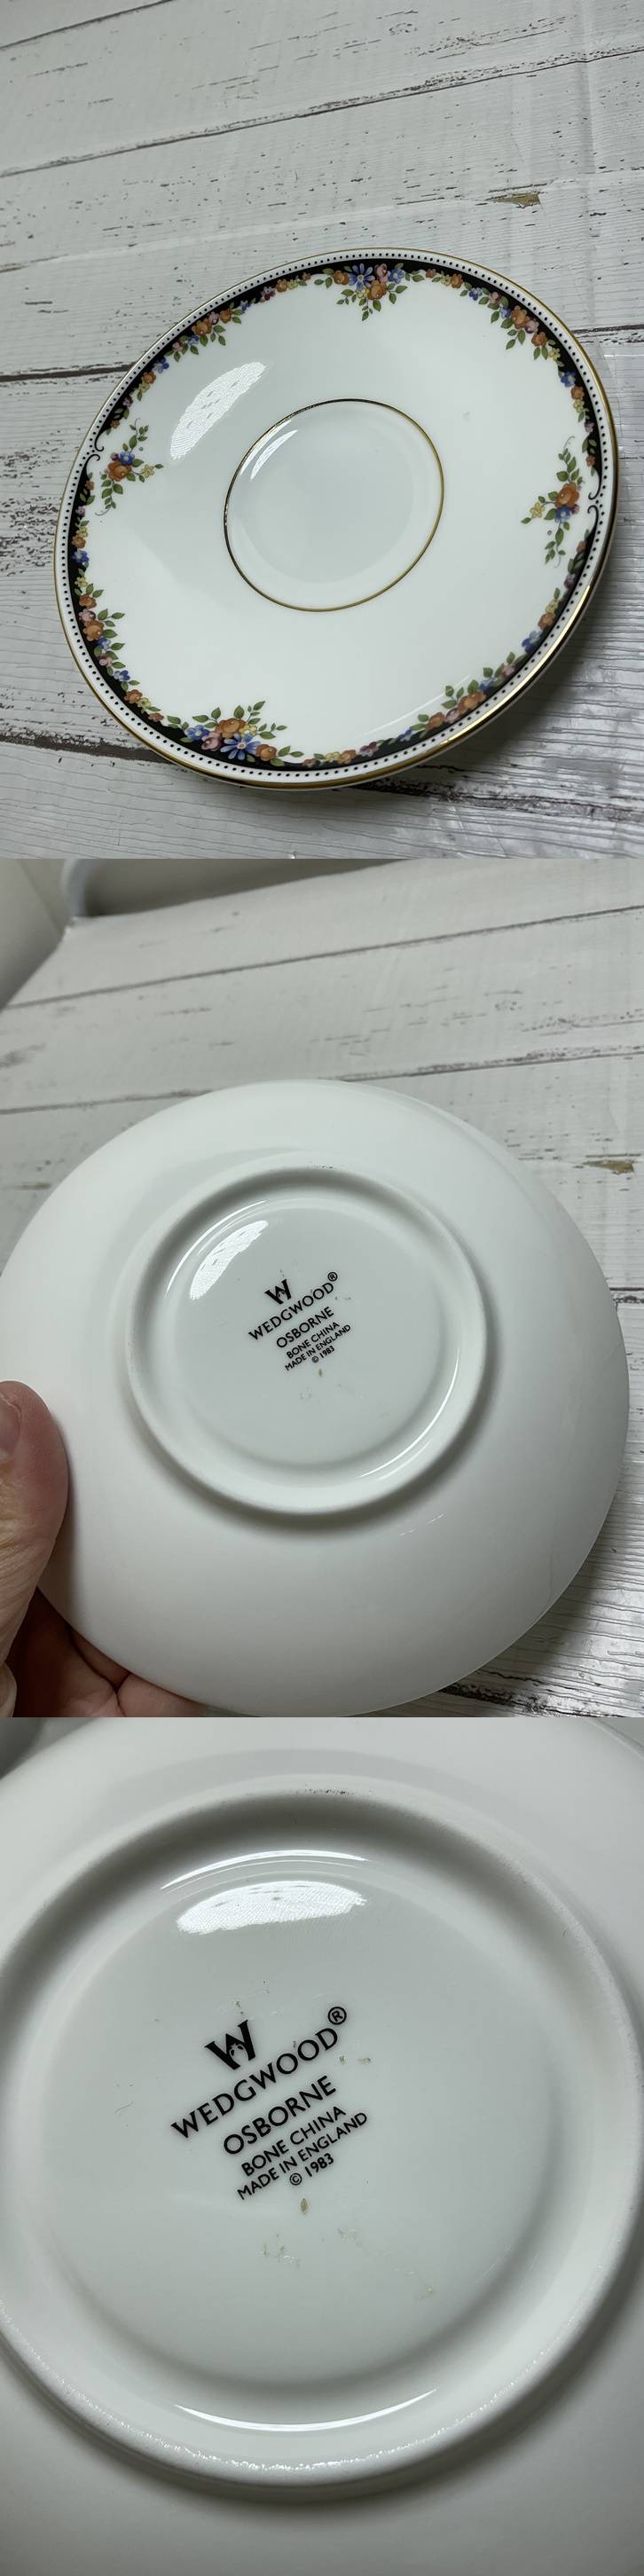 W
WEDGWOOD®
OSBORNE
BONE CHINA
MADE IN ENGLAND
© 1983
W
WEDGWOOD®
OSBORNE
BONE CHINA
MADE IN ENGLAND
© 1983